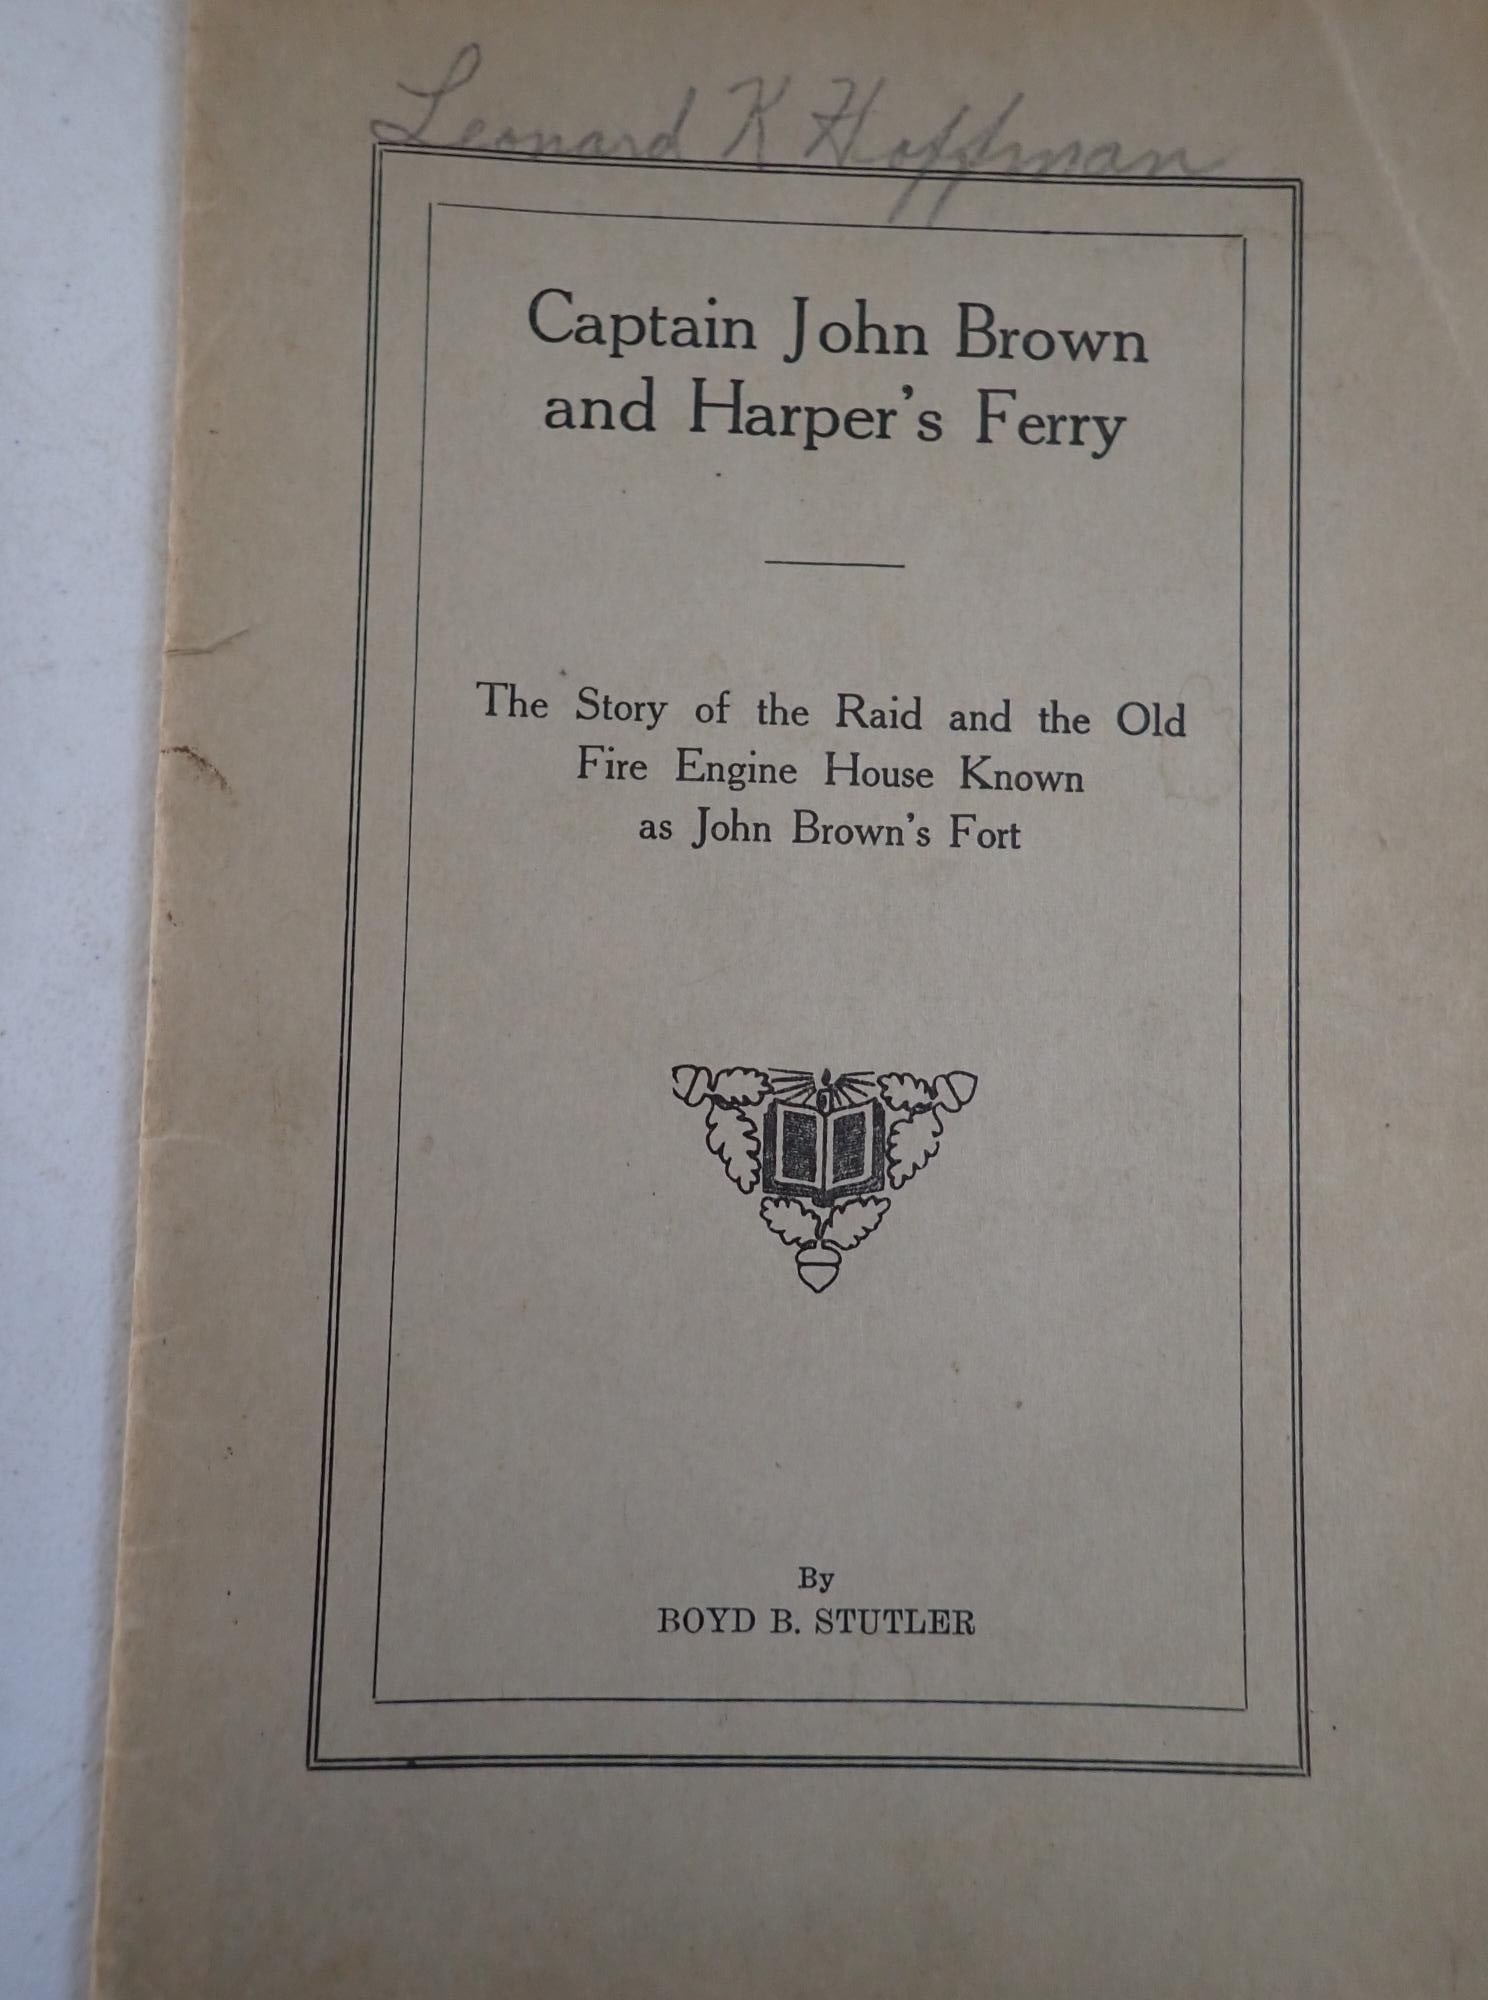 Leonard K Hoffman
Captain John Brown
and Harper's Ferry
The Story of the Raid and the Old
Fire Engine House Known
as John Brown's Fort
By
BOYD B. STUTLER